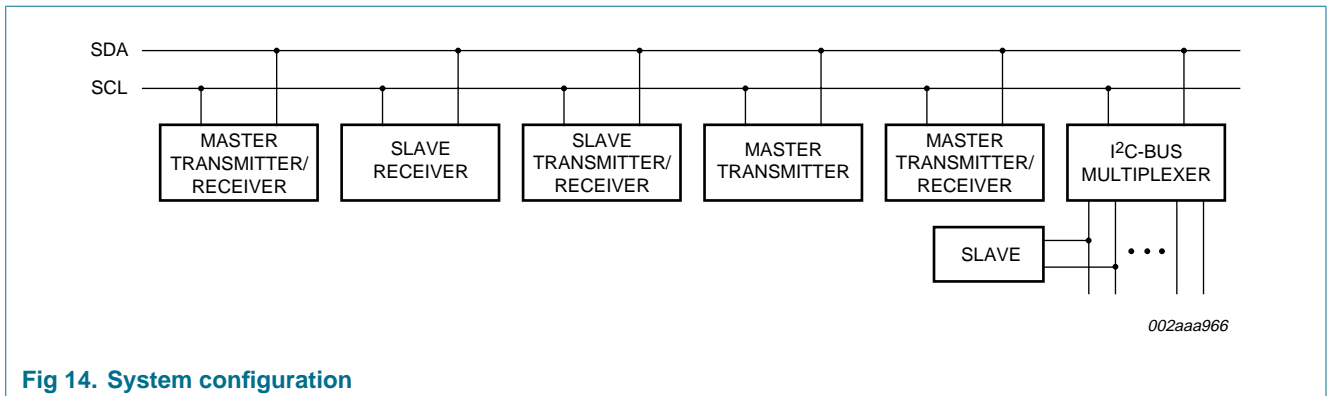 SDA
SCL
MASTER
TRANSMITTER/
RECEIVER
SLAVE
RECEIVER
SLAVE
TRANSMITTER/
RECEIVER
MASTER
TRANSMITTER
MASTER
TRANSMITTER/
RECEIVER
I²C-BUS
MULTIPLEXER
SLAVE
002aaa966
Fig 14. System configuration